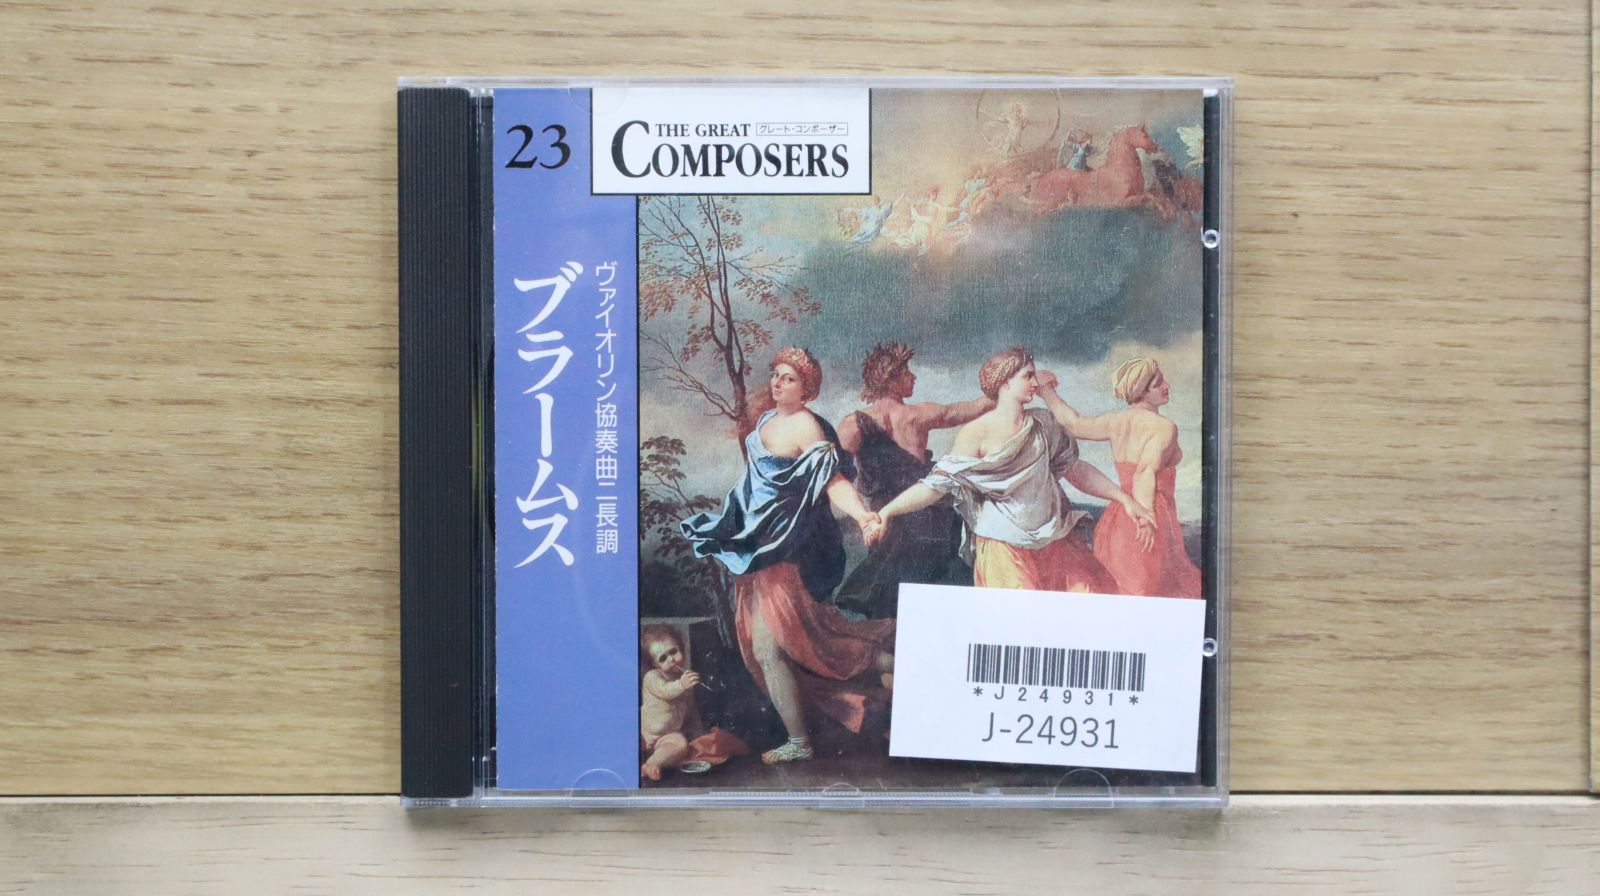 23
THE GREAT グレート・コンポーザー
COMPOSERS
ブラームス
ヴァイオリン協奏曲ニ長調
*J24931*
J-24931